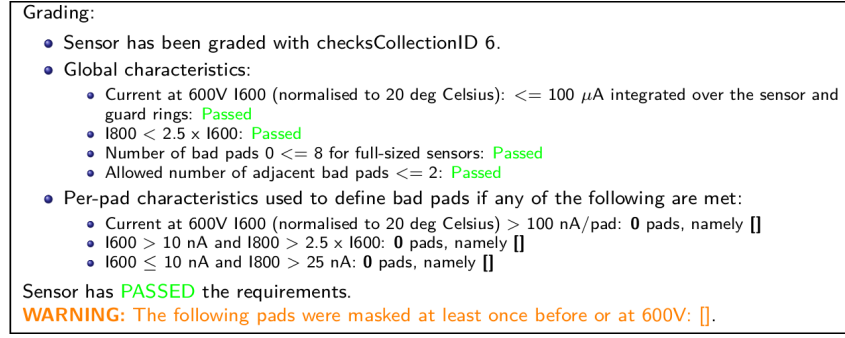 Grading:
Sensor has been graded with checksCollectionID 6.
Global characteristics:
Current at 600V I600 (normalised to 20 deg Celsius): <= 100 μA integrated over the sensor and
guard rings: Passed
I800 < 2.5 x I600: Passed
Number of bad pads 0 <= 8 for full-sized sensors: Passed
Allowed number of adjacent bad pads <= 2: Passed
Per-pad characteristics used to define bad pads if any of the following are met:
Current at 600V I600 (normalised to 20 deg Celsius) > 100 nA/pad: 0 pads, namely []
I600 > 10 nA and I800 > 2.5 x I600: 0 pads, namely []
I600 ≤ 10 nA and I800 > 25 nA: 0 pads, namely []
Sensor has PASSED the requirements.
WARNING: The following pads were masked at least once before or at 600V: [].